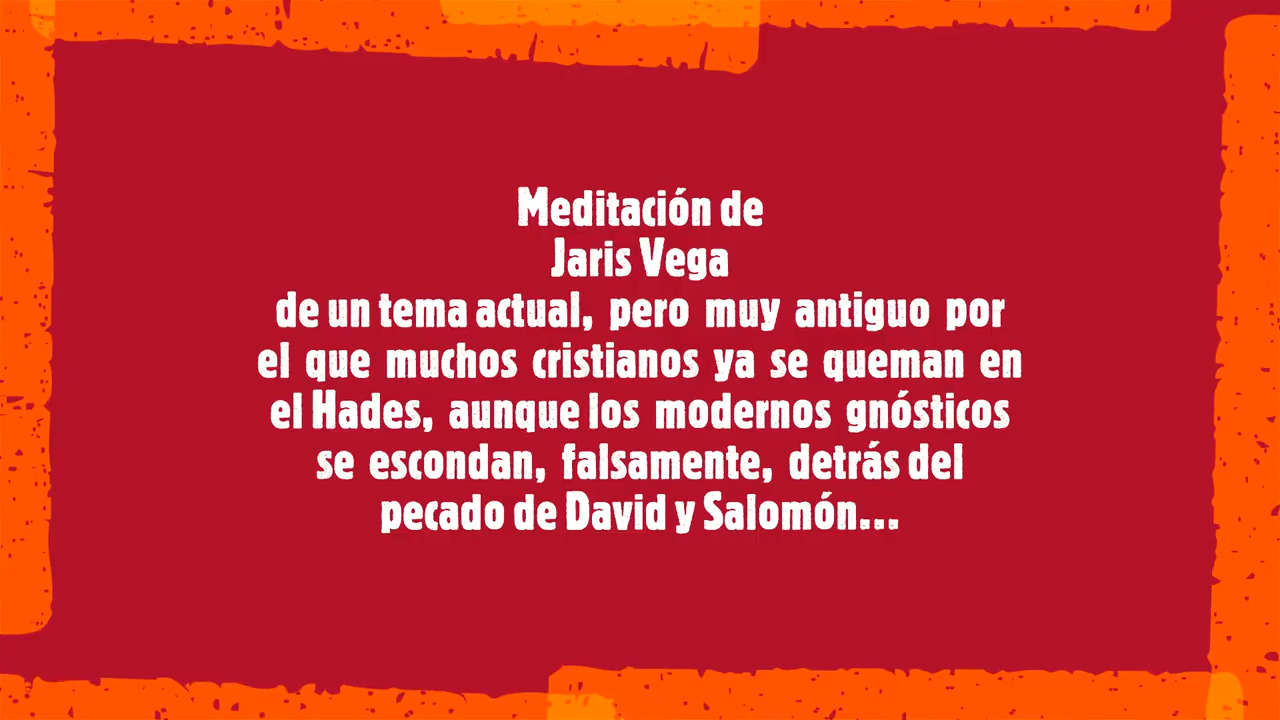 Meditación de
Jaris Vega
de un tema actual, pero muy antiguo por
el que muchos cristianos ya se queman en
el Hades, aunque los modernos gnósticos
se escondan, falsamente, detrás del
pecado de David y Salomón...